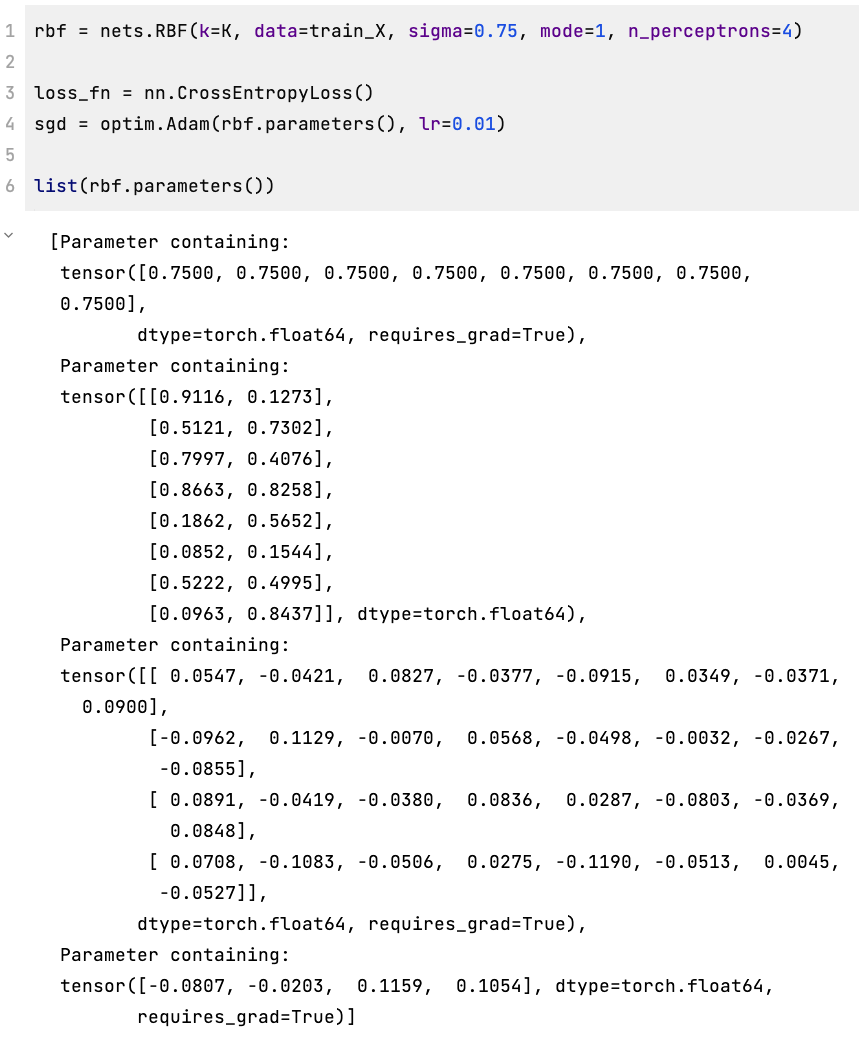 1 rbf = nets.RBF(k=K, data=train_X, sigma=0.75, mode=1, n_perceptrons=4)
2
3 loss_fn = nn.CrossEntropyLoss()
4 sgd = optim.Adam(rbf.parameters(), lr=0.01)
5
6 list(rbf.parameters())
[Parameter containing:
tensor([0.7500, 0.7500, 0.7500, 0.7500, 0.7500, 0.7500, 0.7500,
0.7500],
dtype=torch.float64, requires_grad=True),
Parameter containing:
tensor([[0.9116, 0.1273],
[0.5121, 0.7302],
[0.7997, 0.4076],
[0.8663, 0.8258],
[0.1862, 0.5652],
[0.0852, 0.1544],
[0.5222, 0.4995],
[0.0963, 0.8437]], dtype=torch.float64),
Parameter containing:
tensor([[ 0.0547, -0.0421,  0.0827, -0.0377, -0.0915,  0.0349, -0.0371,
0.0900],
[-0.0962,  0.1129, -0.0070,  0.0568, -0.0498, -0.0032, -0.0267,
-0.0855],
[ 0.0891, -0.0419, -0.0380,  0.0836,  0.0287, -0.0803, -0.0369,
0.0848],
[ 0.0708, -0.1083, -0.0506,  0.0275, -0.1190, -0.0513,  0.0045,
-0.0527]],
dtype=torch.float64, requires_grad=True),
Parameter containing:
tensor([-0.0807, -0.0203,  0.1159,  0.1054], dtype=torch.float64,
requires_grad=True)]